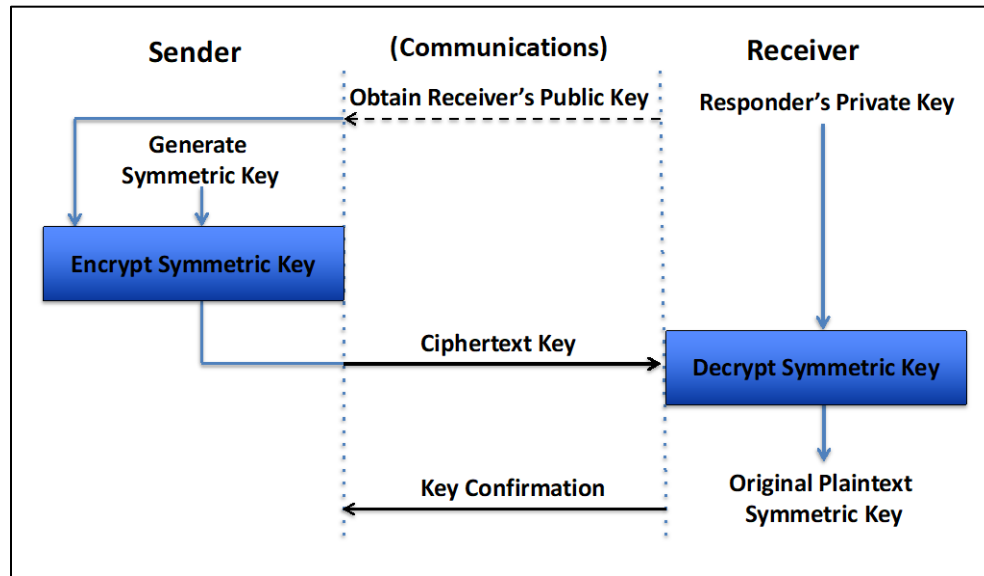 Sender
(Communications)
Receiver
Obtain Receiver's Public Key
Responder's Private Key
Generate
Symmetric Key
Encrypt Symmetric Key
Ciphertext Key
Decrypt Symmetric Key
Key Confirmation
Original Plaintext
Symmetric Key